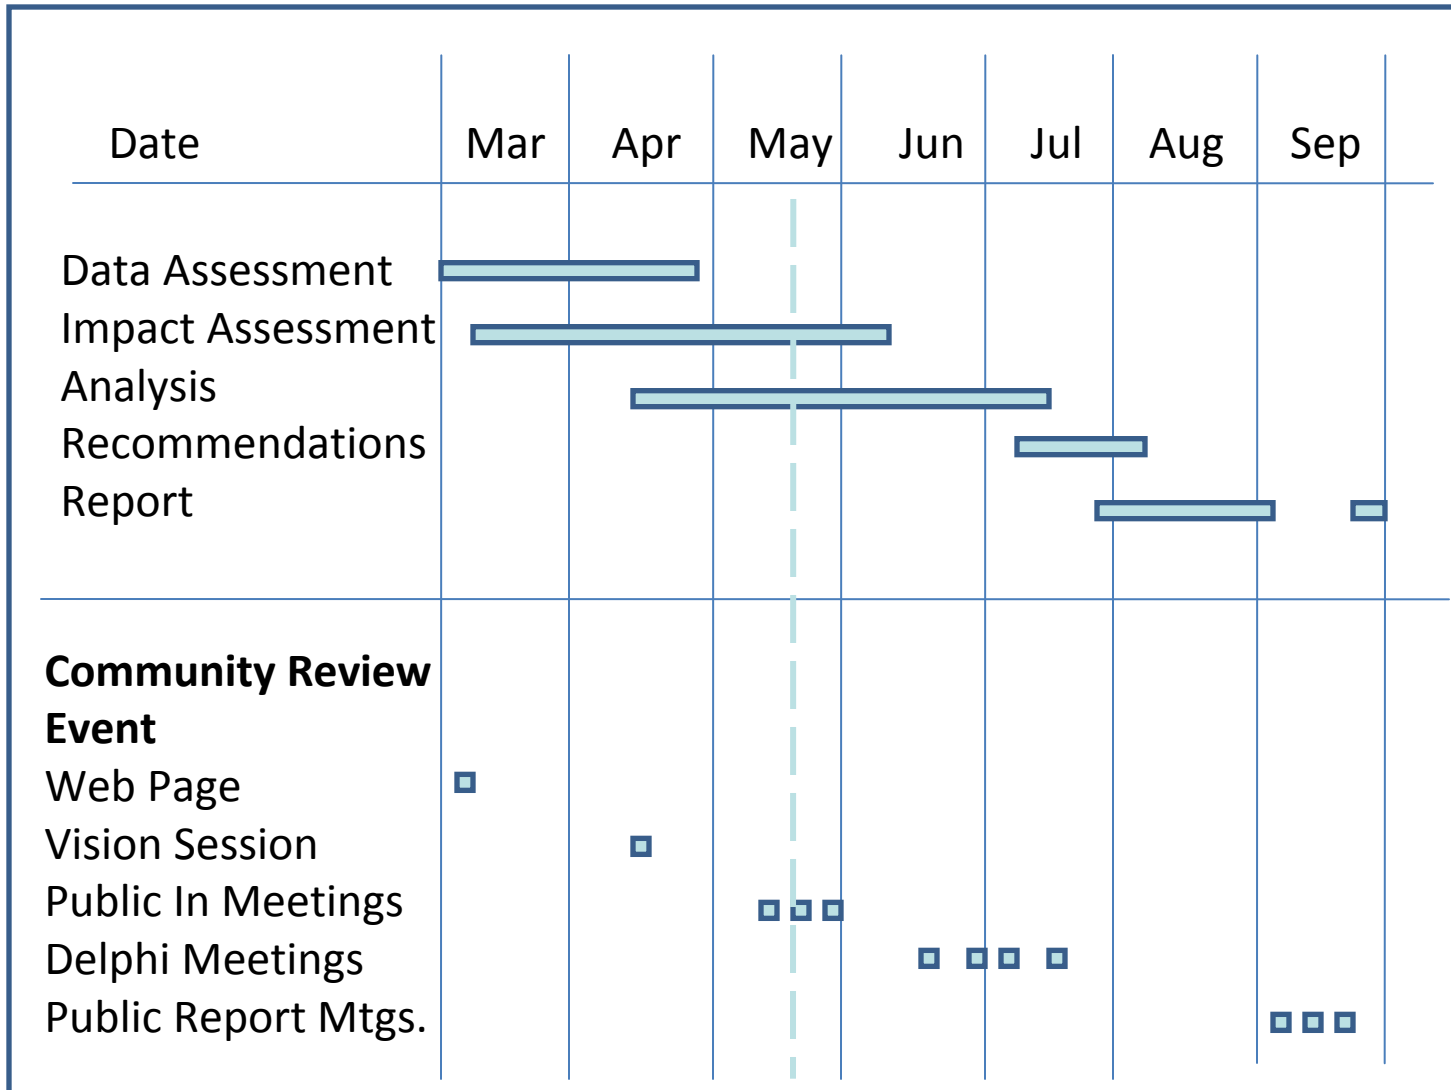 Date Mar Apr May Jun Jul Aug Sep
Data Assessment
Impact Assessment
Analysis
Recommendations
Report
Community Review
Event
Web Page
Vision Session
Public In Meetings
Delphi Meetings
Public Report Mtgs.